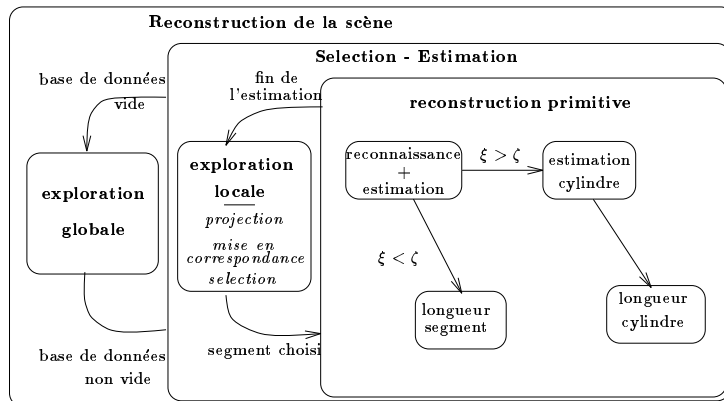 Reconstruction de la scène
Selection - Estimation
base de données
vide
fin de
l'estimation
reconstruction primitive
exploration
globale
exploration
locale
projection
mise en
correspondance
selection
reconnaissance
+
estimation
ξ > ζ
estimation
cylindre
ξ < ζ
longueur
segment
longueur
cylindre
segment choisi
base de données
non vide